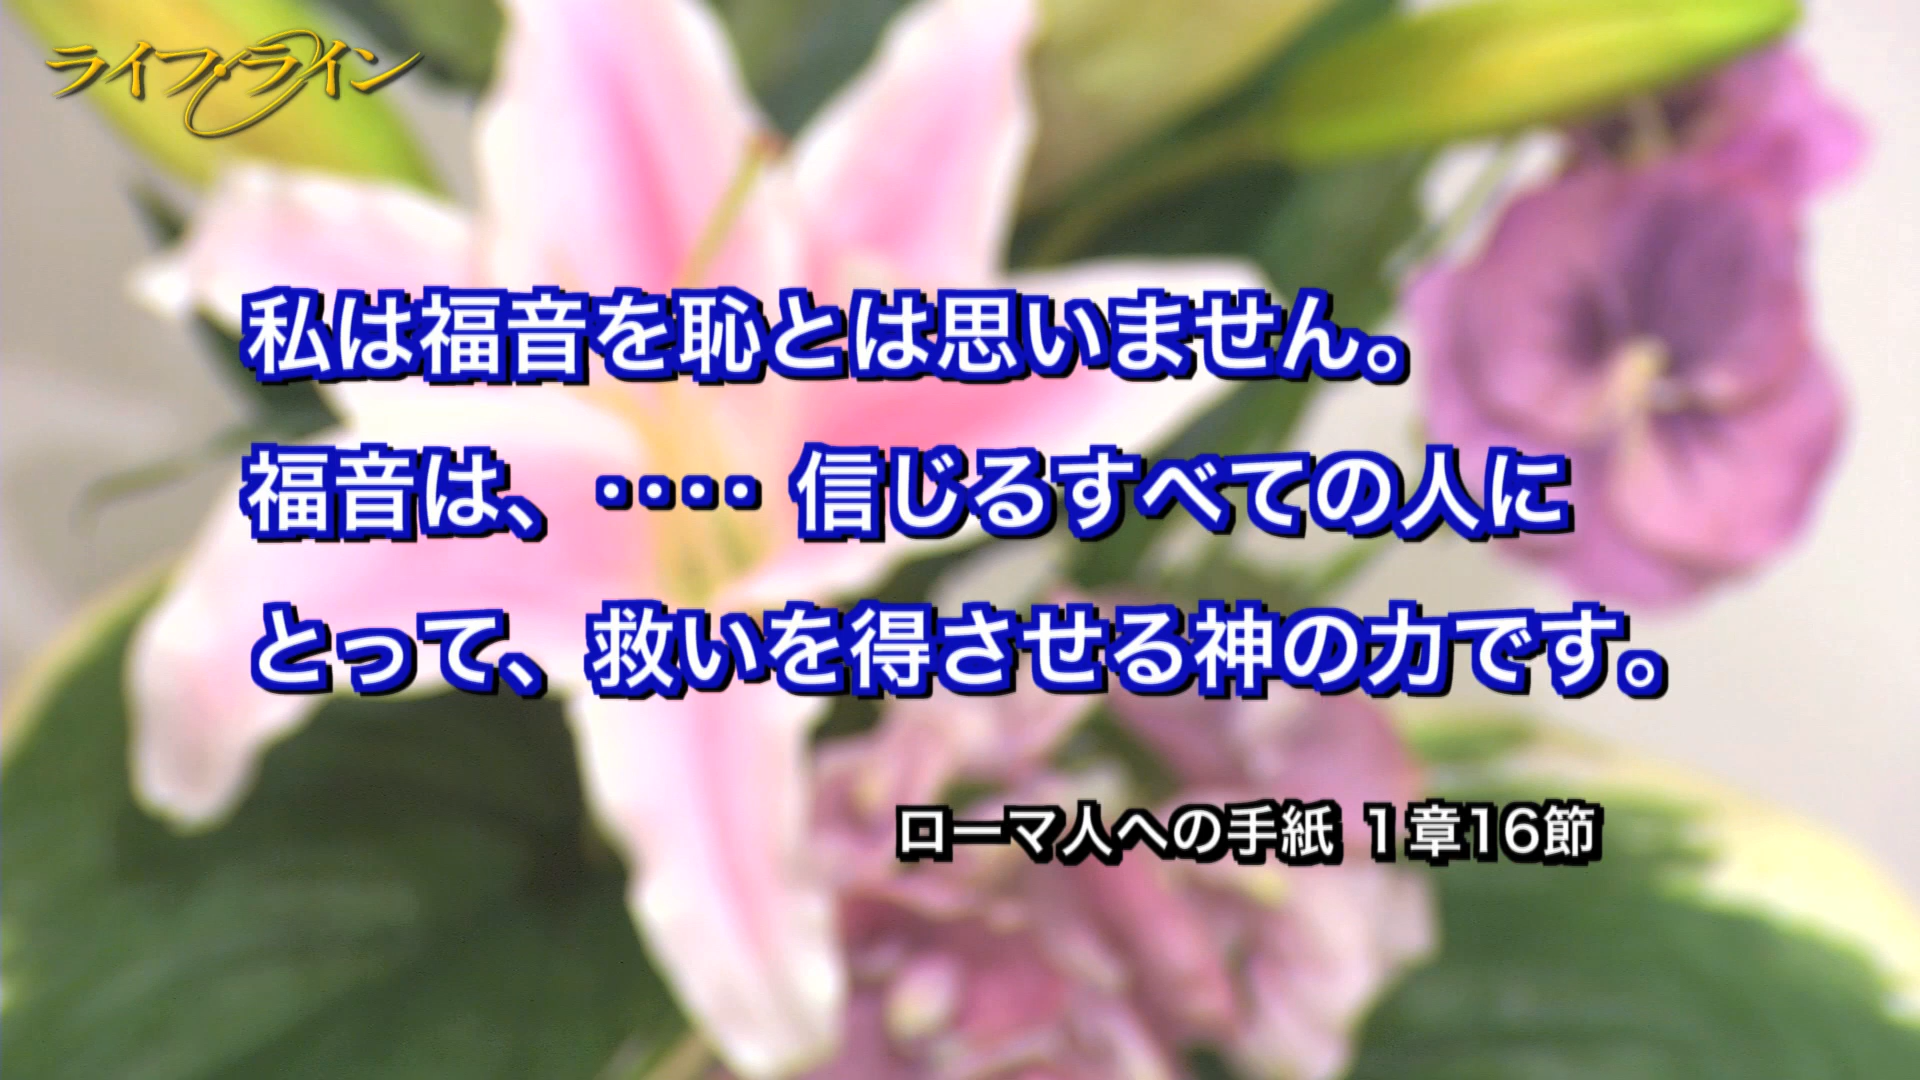 ライフ・ライン
私は福音を恥とは思いません。
福音は、‥‥ 信じるすべての人に
とって、救いを得させる神の力です。
ローマ人への手紙 1章16節